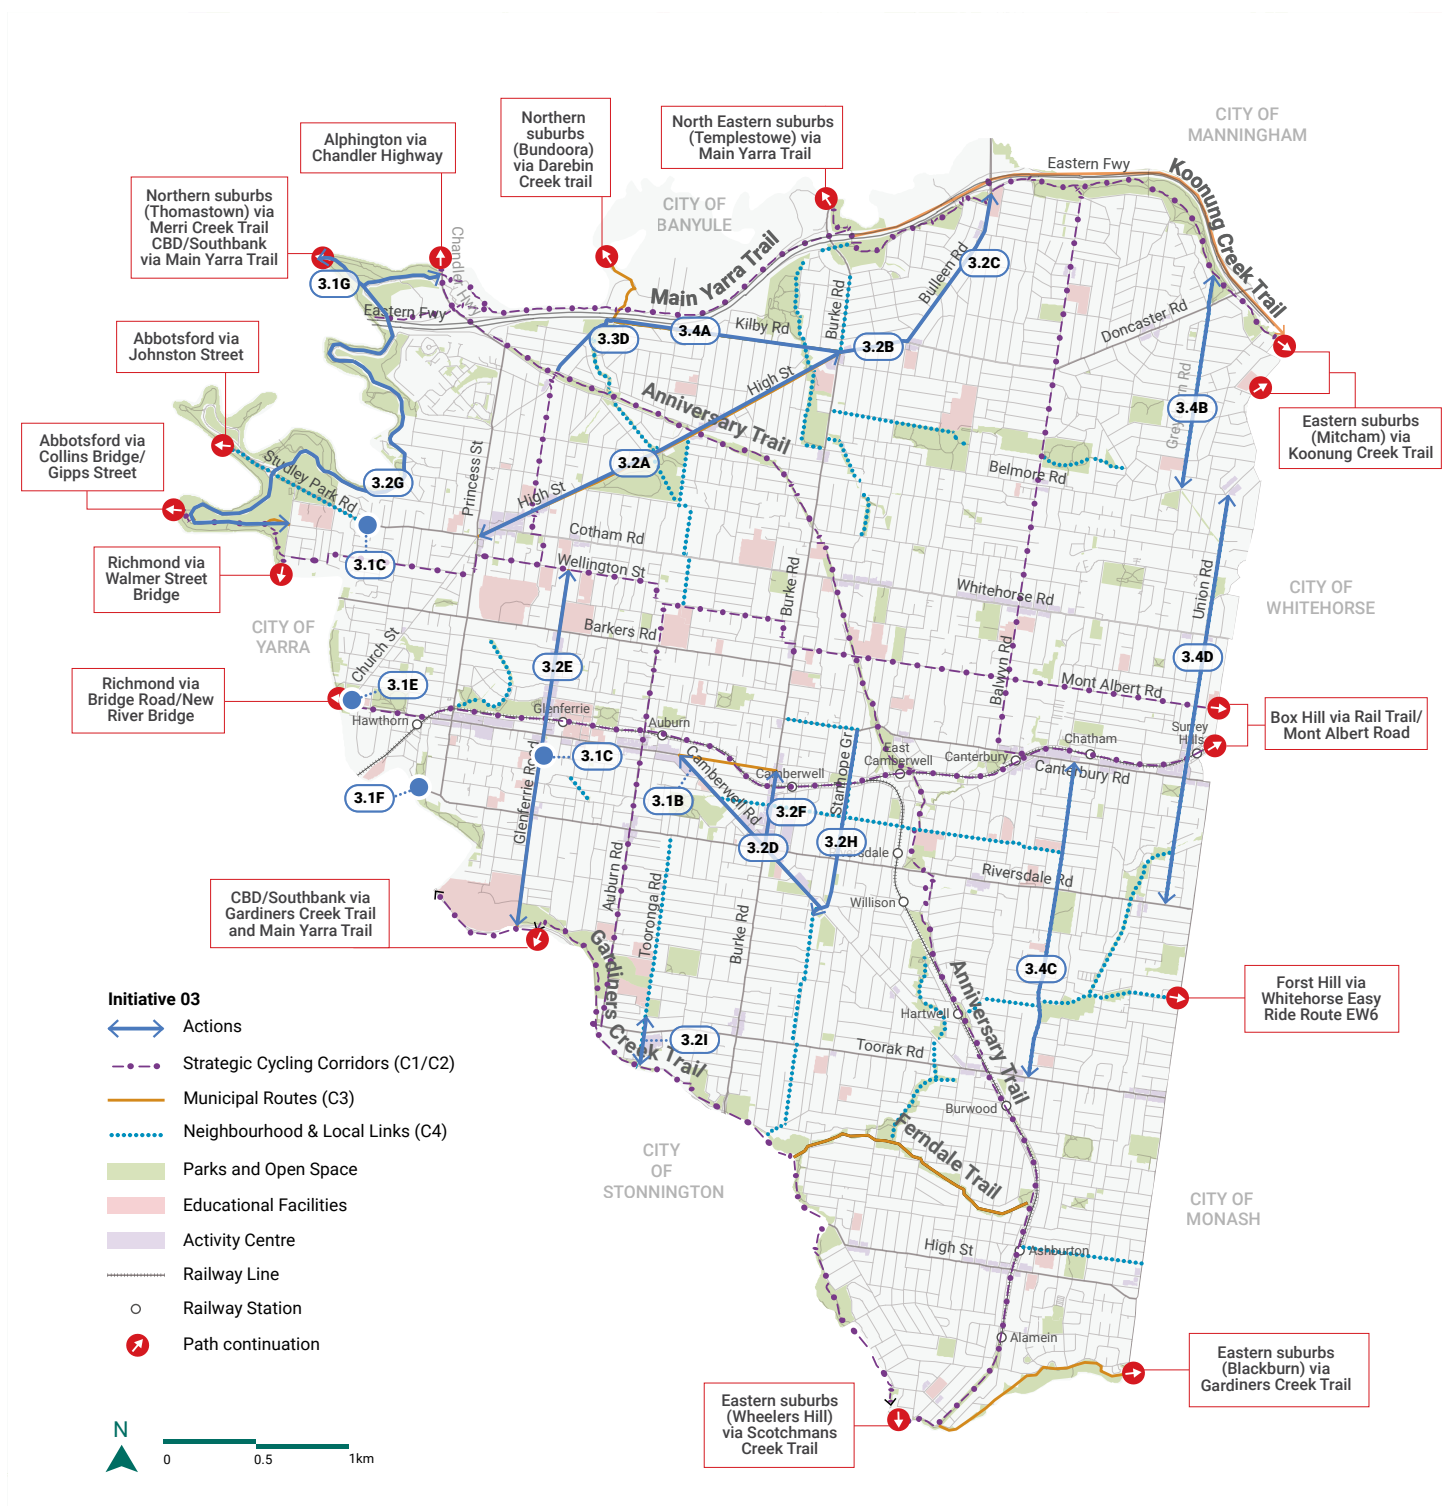 CITY OF
MANNINGHAM
Northern
suburbs
(Bundoora)
via Darebin
Creek trail
North Eastern suburbs
(Templestowe) via
Main Yarra Trail
Alphington via
Chandler Highway
Northern suburbs
(Thomastown) via
Merri Creek Trail
CBD/Southbank
via Main Yarra Trail
CITY OF
BANYULE
Eastern Fwy
Koonung Creek Trail
Main Yarra Trail
Bulleen Rd
3.2C
3.1G
Eastern Fwy
3.3D
3.4A
Kilby Rd
Burke Rd
3.2B
Doncaster Rd
Abbotsford via
Johnston Street
Anniversary Trail
High St
3.4B
Eastern suburbs
(Mitcham) via
Koonung Creek Trail
Abbotsford via
Collins Bridge/
Gipps Street
Studley Park Rd
3.2G
Princess St
3.2A
High St
Belmore Rd
Cotham Rd
Richmond via
Walmer Street
Bridge
3.1C
Wellington St
Burke Rd
Whitehorse Rd
Union Rd
CITY OF
WHITEHORSE
CITY OF
YARRA
Church St
Barkers Rd
3.2E
Balwyn Rd
3.4D
Mont Albert Rd
Richmond via
Bridge Road/New
River Bridge
3.1E
Hawthorn
Glenferrie
Auburn
Box Hill via Rail Trail/
Mont Albert Road
Surrey
Hills
Chatham
East
Camberwell
Canterbury
Canterbury Rd
Glenferrie Road
3.1C
Camberwell Rd
Camberwell
Stanhope Gr
3.1F
3.1B
3.2F
3.2D
3.2H
Riversdale Rd
Auburn Rd
Tooronga Rd
Burke Rd
Willison
CBD/Southbank via
Gardiners Creek Trail
and Main Yarra Trail
Gardiners Creek Trail
Anniversary Trail
3.4C
Forst Hill via
Whitehorse Easy
Ride Route EW6
Hartwell
3.2I
Toorak Rd
Burwood
Ferndale Trail
CITY
OF
STONNINGTON
CITY OF
MONASH
High St
Ashburton
Alamein
Eastern suburbs
(Blackburn) via
Gardiners Creek Trail
Eastern suburbs
(Wheelers Hill)
via Scotchmans
Creek Trail
Initiative 03
Actions
Strategic Cycling Corridors (C1/C2)
Municipal Routes (C3)
Neighbourhood & Local Links (C4)
Parks and Open Space
Educational Facilities
Activity Centre
Railway Line
Railway Station
Path continuation
N
0
0.5
1km